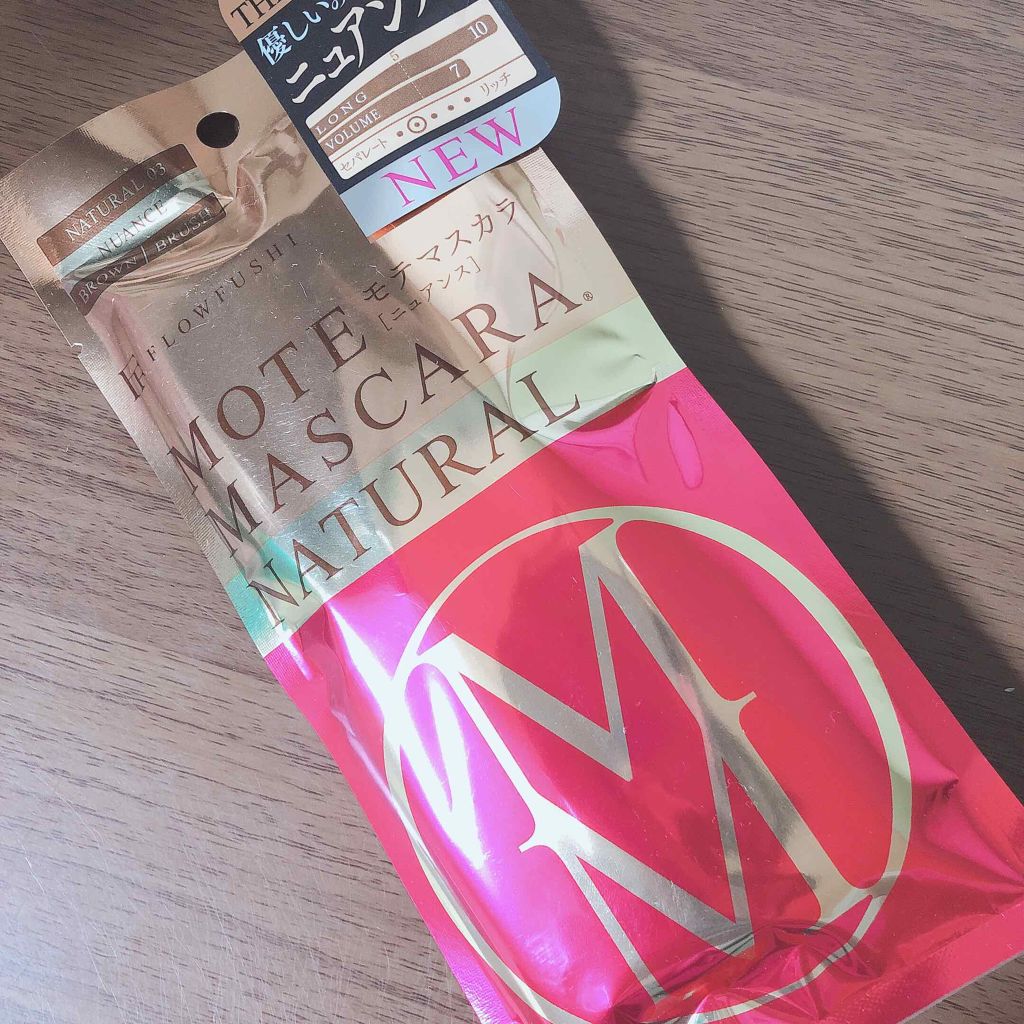 優しい
ニュアン
5
10
LONG
7
VOLUME
セパレート
リッチ
NEW
NATURAL 03
NUANCE
BROWN | BRUSH
FLOWFUSHI
モテマスカラ
[ニュアンス]
MOTE
MASCARA®
NATURAL
M